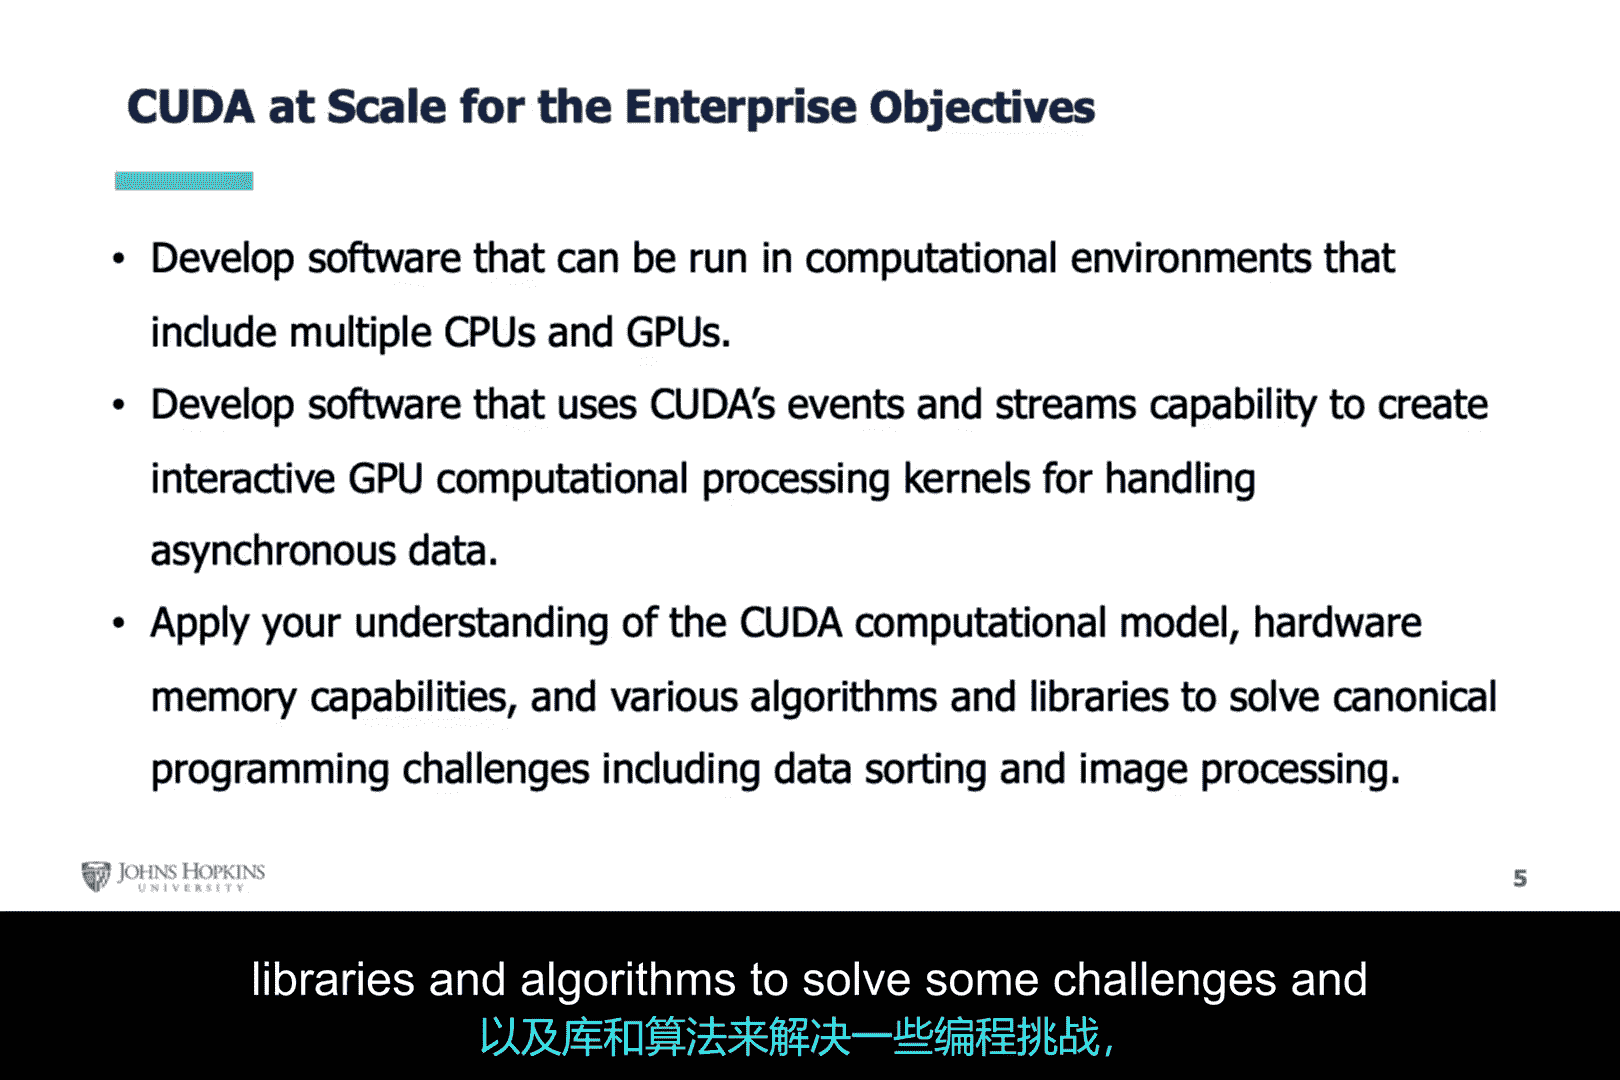 CUDA at Scale for the Enterprise Objectives
• Develop software that can be run in computational environments that
include multiple CPUs and GPUs.
• Develop software that uses CUDA’s events and streams capability to create
interactive GPU computational processing kernels for handling
asynchronous data.
• Apply your understanding of the CUDA computational model, hardware
memory capabilities, and various algorithms and libraries to solve canonical
programming challenges including data sorting and image processing.
JOHNS HOPKINS
UNIVERSITY
5
libraries and algorithms to solve some challenges and
以及库和算法来解决一些编程挑战，